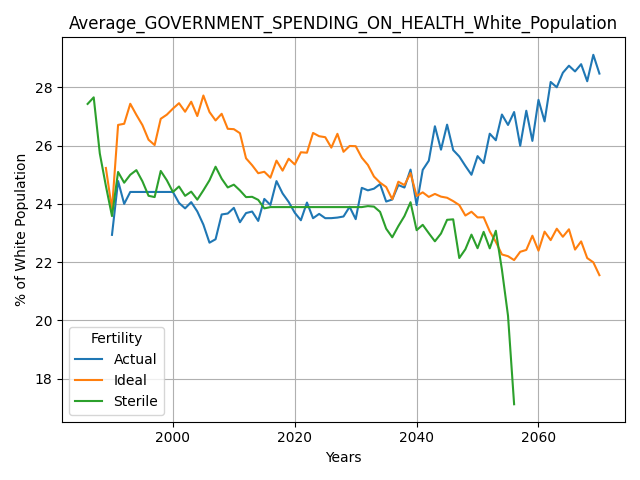 Average_GOVERNMENT_SPENDING_ON_HEALTH_White_Population
% of White Population
28
26
24
22
20
18
Fertility
Actual
Ideal
Sterile
2000 2020 2040 2060
Years